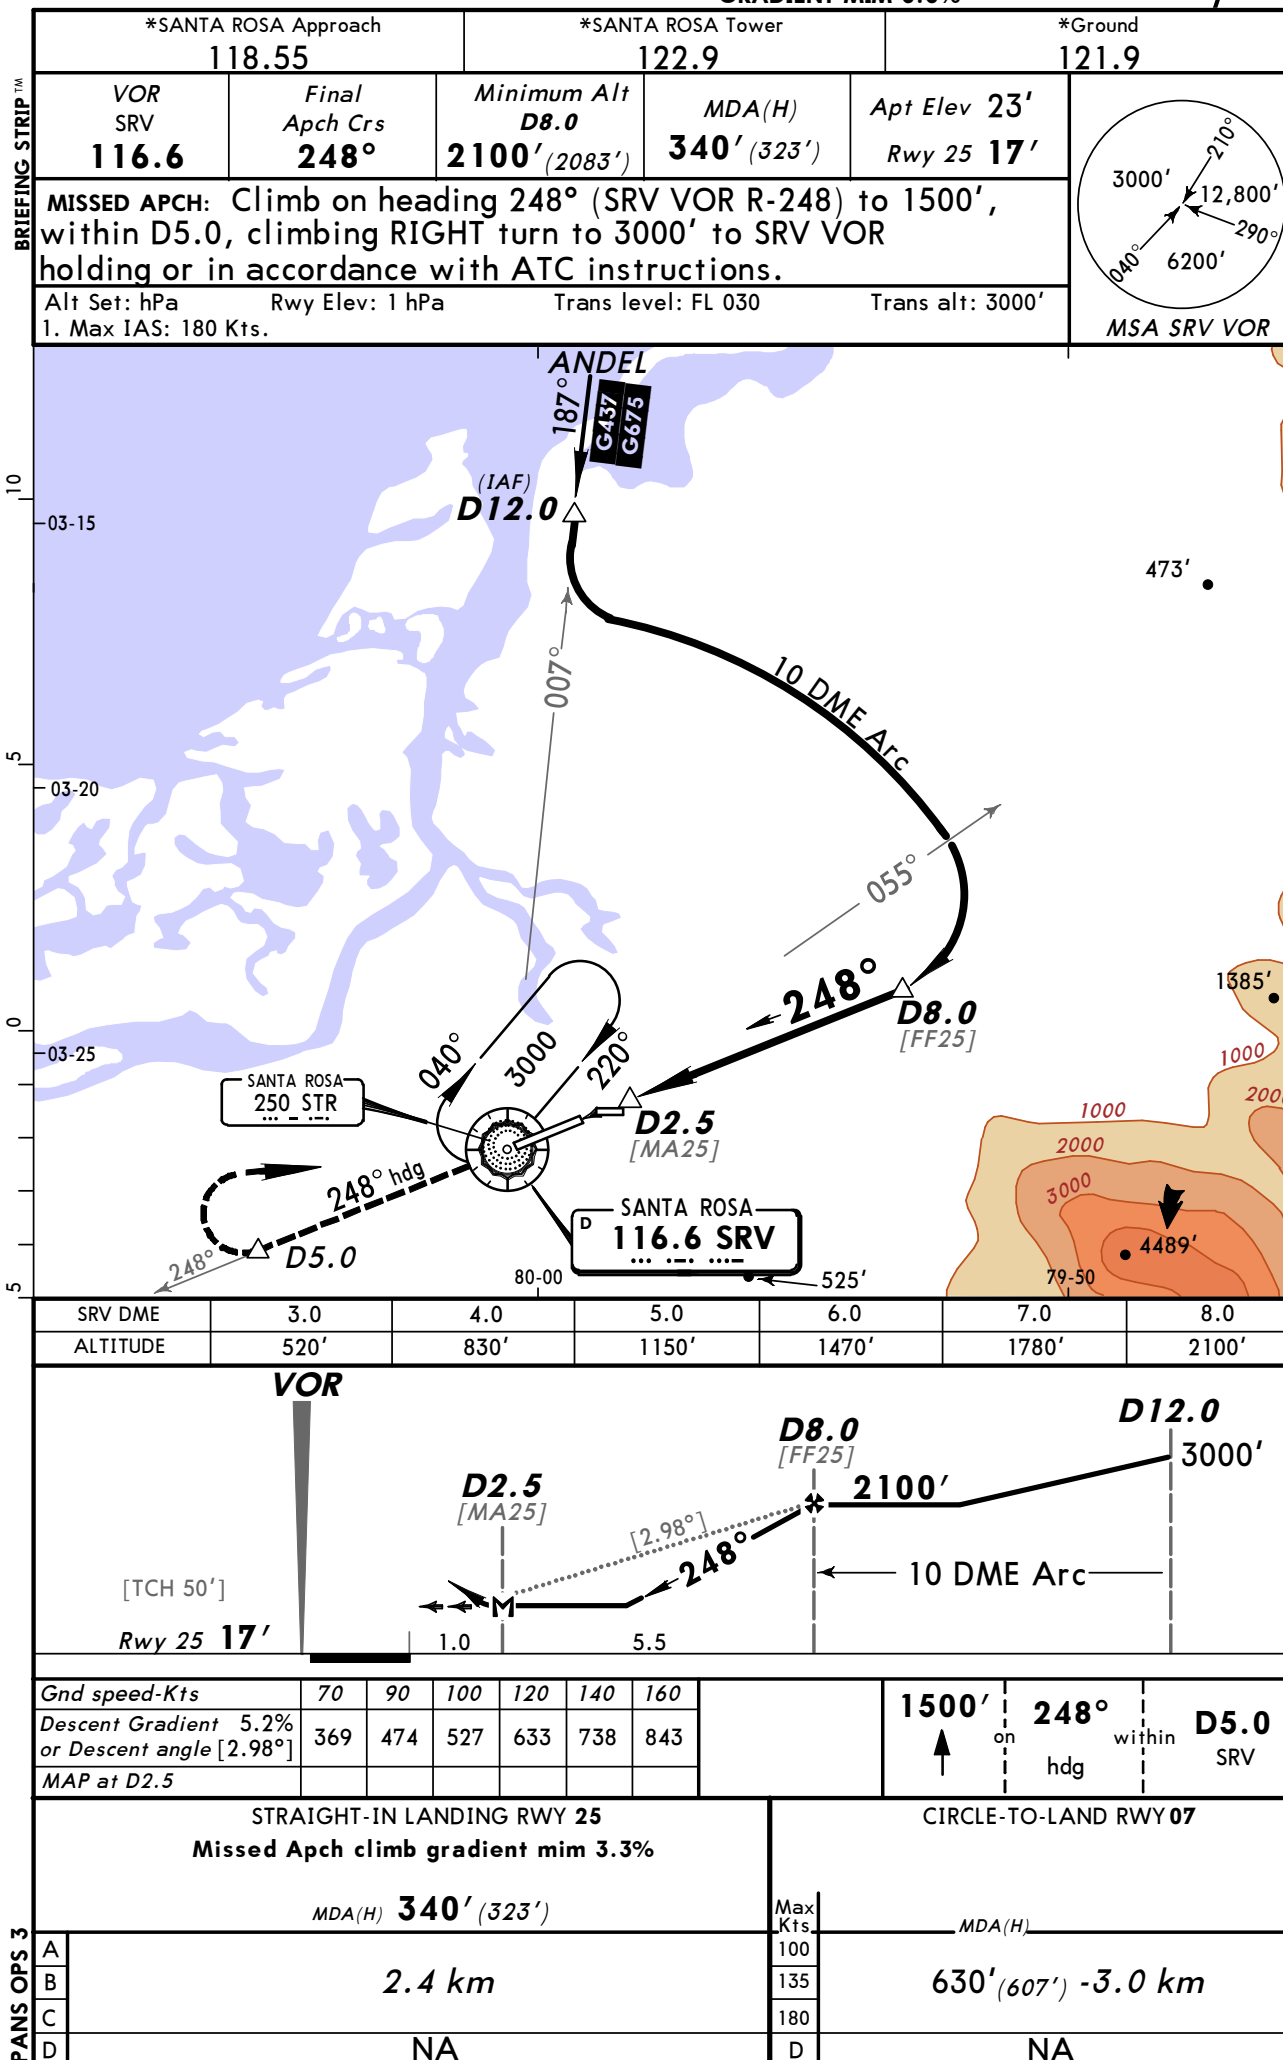 *SANTA ROSA Approach
118.55
*SANTA ROSA Tower
122.9
*Ground
121.9
BRIEFING STRIP™
VOR
SRV
116.6
Final
Apch Crs
248°
Minimum Alt
D8.0
2100'(2083')
MDA(H)
340'(323')
Apt Elev 23'
Rwy 25 17'
MISSED APCH: Climb on heading 248° (SRV VOR R-248) to 1500',
within D5.0, climbing RIGHT turn to 3000' to SRV VOR
holding or in accordance with ATC instructions.
Alt Set: hPa Rwy Elev: 1 hPa Trans level: FL 030 Trans alt: 3000'
1. Max IAS: 180 Kts.
210°
3000'
12,800'
290°
040°
6200'
MSA SRV VOR
ANDEL
187°
G437
G675
(IAF)
D12.0
10
03-15
473'
007°
10 DME Arc
5
03-20
055°
248°
D8.0
[FF25]
1385'
0
03-25
040°
3000
220°
1000
2000
SANTA ROSA
250 STR
D2.5
[MA25]
1000
2000
3000
248° hdg
SANTA ROSA
D 116.6 SRV
4489'
D5.0
248°
80-00
525'
79-50
5
SRV DME 3.0 4.0 5.0 6.0 7.0 8.0
ALTITUDE 520' 830' 1150' 1470' 1780' 2100'
VOR
D12.0
D8.0
[FF25]
3000'
D2.5
[MA25]
2100'
[2.98°]
248°
10 DME Arc
[TCH 50']
Rwy 25 17'
1.0
5.5
Gnd speed-Kts 70 90 100 120 140 160
Descent Gradient 5.2%
or Descent angle [2.98°] 369 474 527 633 738 843
MAP at D2.5
1500' on 248° hdg within D5.0 SRV
STRAIGHT-IN LANDING RWY 25
Missed Apch climb gradient mim 3.3%
MDA(H) 340'(323')
CIRCLE-TO-LAND RWY 07
Max
Kts
MDA(H)
PANS OPS 3
A
B
C
D
2.4 km
NA
100
135
180
D
630'(607') -3.0 km
NA